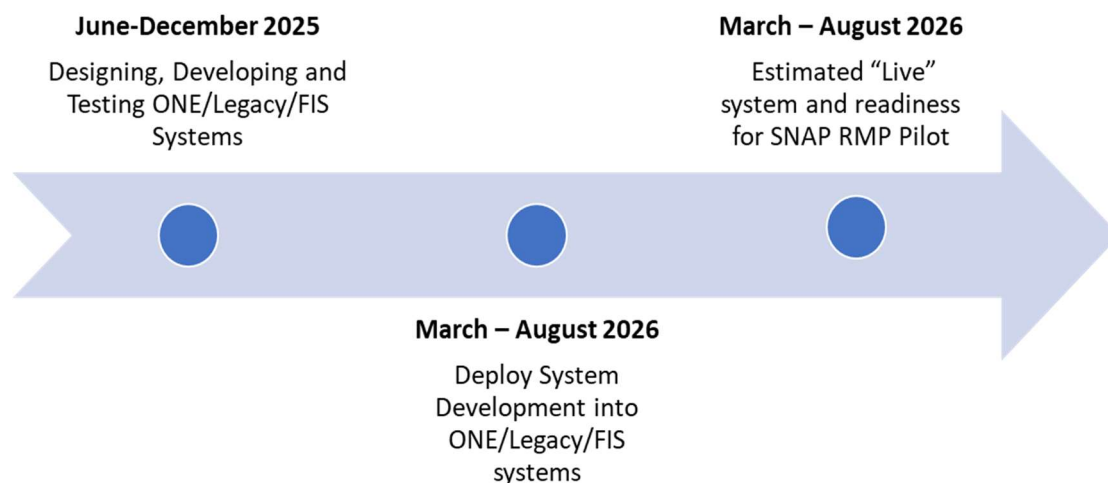 June-December 2025
Designing, Developing and
Testing ONE/Legacy/FIS
Systems
March – August 2026
Deploy System
Development into
ONE/Legacy/FIS
systems
March – August 2026
Estimated “Live”
system and readiness
for SNAP RMP Pilot